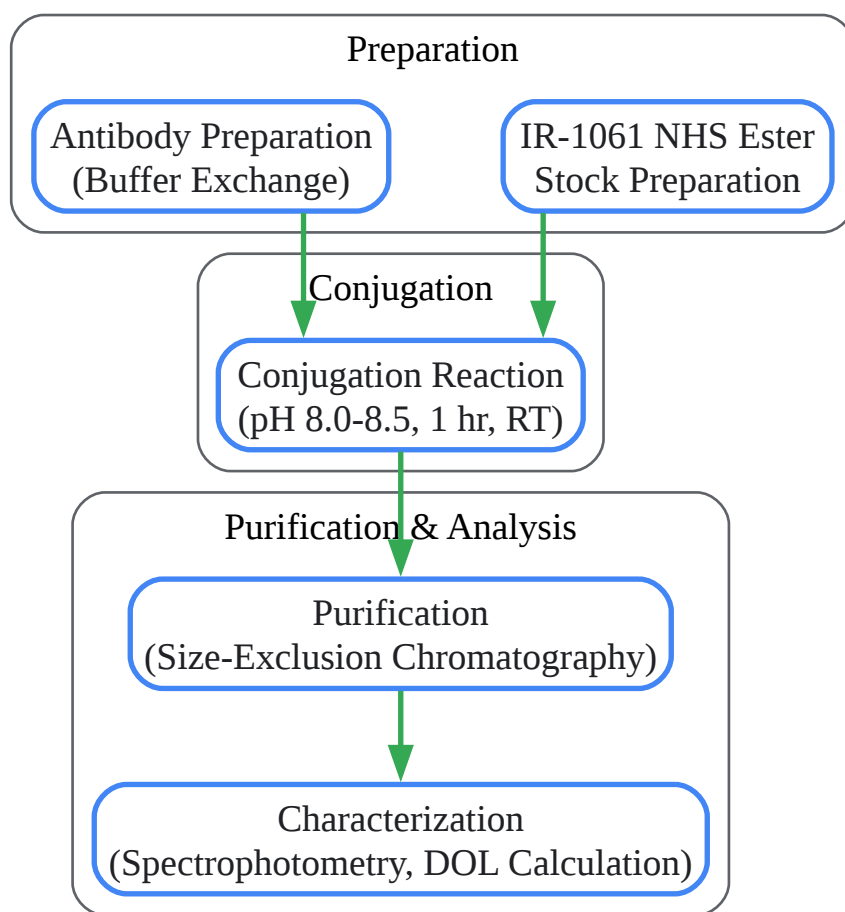 Preparation
Antibody Preparation
(Buffer Exchange)
IR-1061 NHS Ester
Stock Preparation
Conjugation
Conjugation Reaction
(pH 8.0-8.5, 1 hr, RT)
Purification & Analysis
Purification
(Size-Exclusion Chromatography)
Characterization
(Spectrophotometry, DOL Calculation)